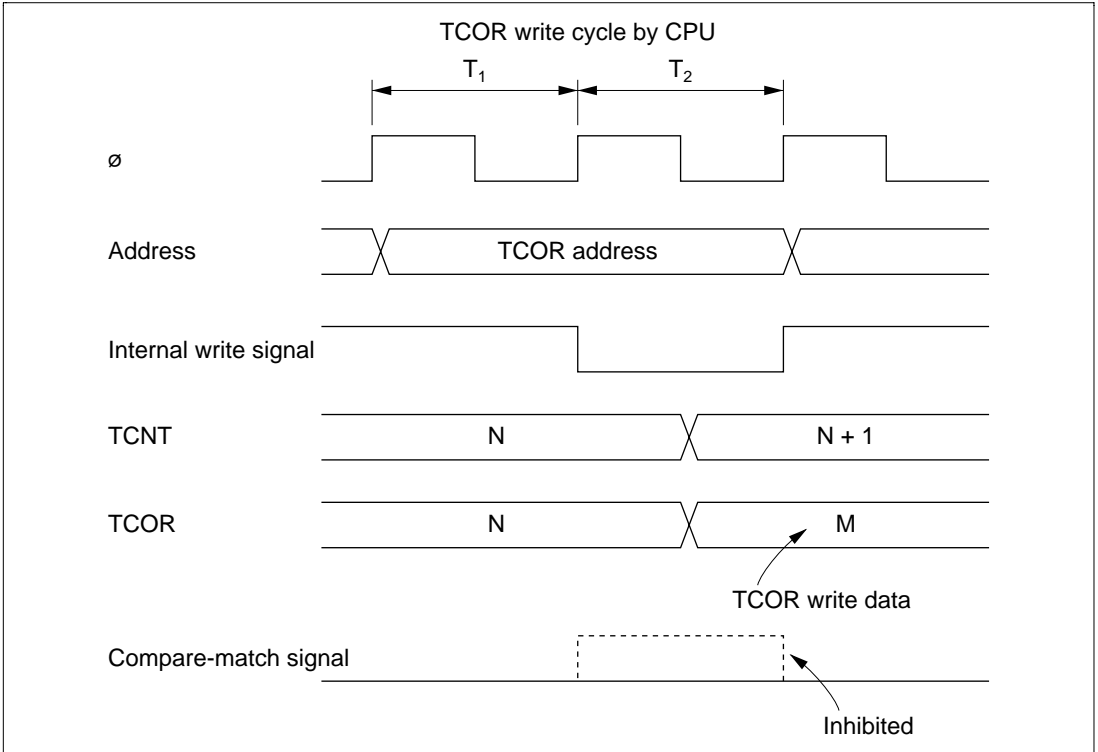 TCOR write cycle by CPU
T1 T2
ø
Address TCOR address
Internal write signal
TCNT N N + 1
TCOR N M
TCOR write data
Compare-match signal
Inhibited